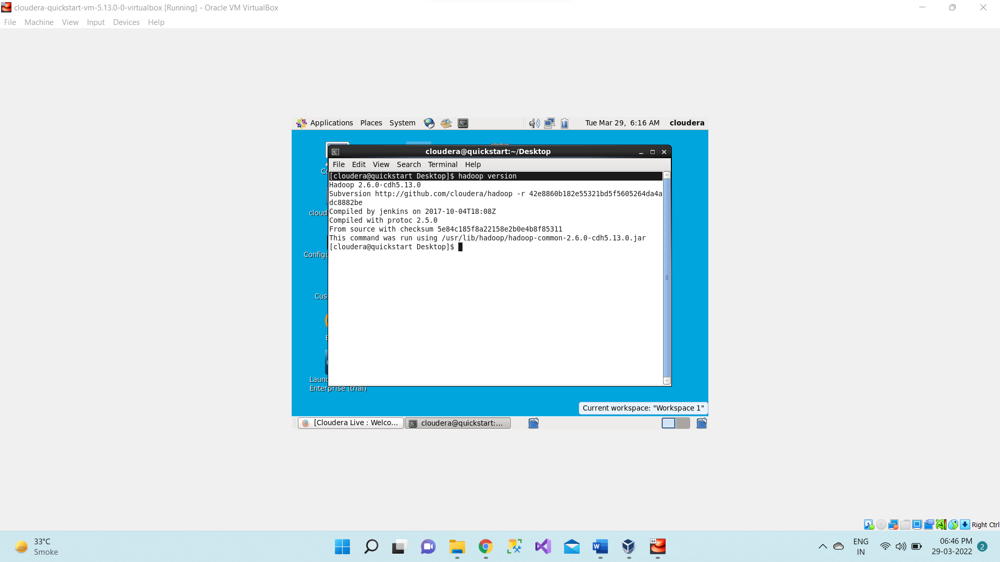 cloudera-quickstart-vm-5.13.0-0-virtualbox [Running] - Oracle VM VirtualBox
File Machine View Input Devices Help
Applications Places System Tue Mar 29, 6:16 AM cloudera
cloudera@quickstart:~/Desktop
File Edit View Search Terminal Help
[cloudera@quickstart Desktop]$ hadoop version
Hadoop 2.6.0-cdh5.13.0
Subversion http://github.com/cloudera/hadoop -r 42e8860b182e55321bd5f5605264da4a
dc8882be
Compiled by jenkins on 2017-10-04T18:08Z
Compiled with protoc 2.5.0
From source with checksum 5e84c185f8a22158e2b0e4b8f85311
This command was run using /usr/lib/hadoop/hadoop-common-2.6.0-cdh5.13.0.jar
[cloudera@quickstart Desktop]$
Enterprise (trial)
Current workspace: "Workspace 1"
[Cloudera Live : Welco... cloudera@quickstart:...
Right Ctrl
33°C
Smoke
ENG
IN
06:46 PM
29-03-2022
2